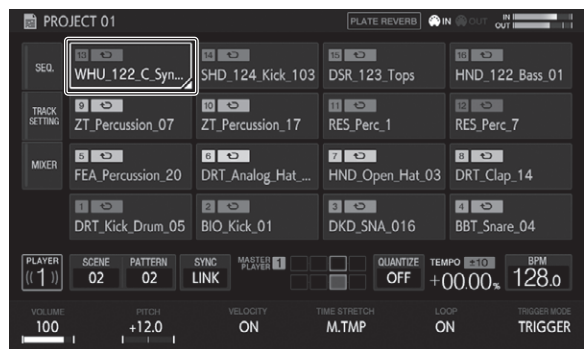 PROJECT 01 PLATE REVERB IN OUT IN OUT
13 14 15 16
SEQ. WHU_122_C_Syn... SHD_124_Kick_103 DSR_123_Tops HND_122_Bass_01
9 10 11 12
TRACK SETTING ZT_Percussion_07 ZT_Percussion_17 RES_Perc_1 RES_Perc_7
5 6 7 8
MIXER FEA_Percussion_20 DRT_Analog_Hat_... HND_Open_Hat_03 DRT_Clap_14
1 2 3 4
DRT_Kick_Drum_05 BIO_Kick_01 DKD_SNA_016 BBT_Snare_04
PLAYER SCENE PATTERN SYNC MASTER PLAYER 1 QUANTIZE TEMPO ±10 BPM
((1)) 02 02 LINK OFF +00.00% 128.0
VOLUME PITCH VELOCITY TIME STRETCH LOOP TRIGGER MODE
100 +12.0 ON M.TMP ON TRIGGER